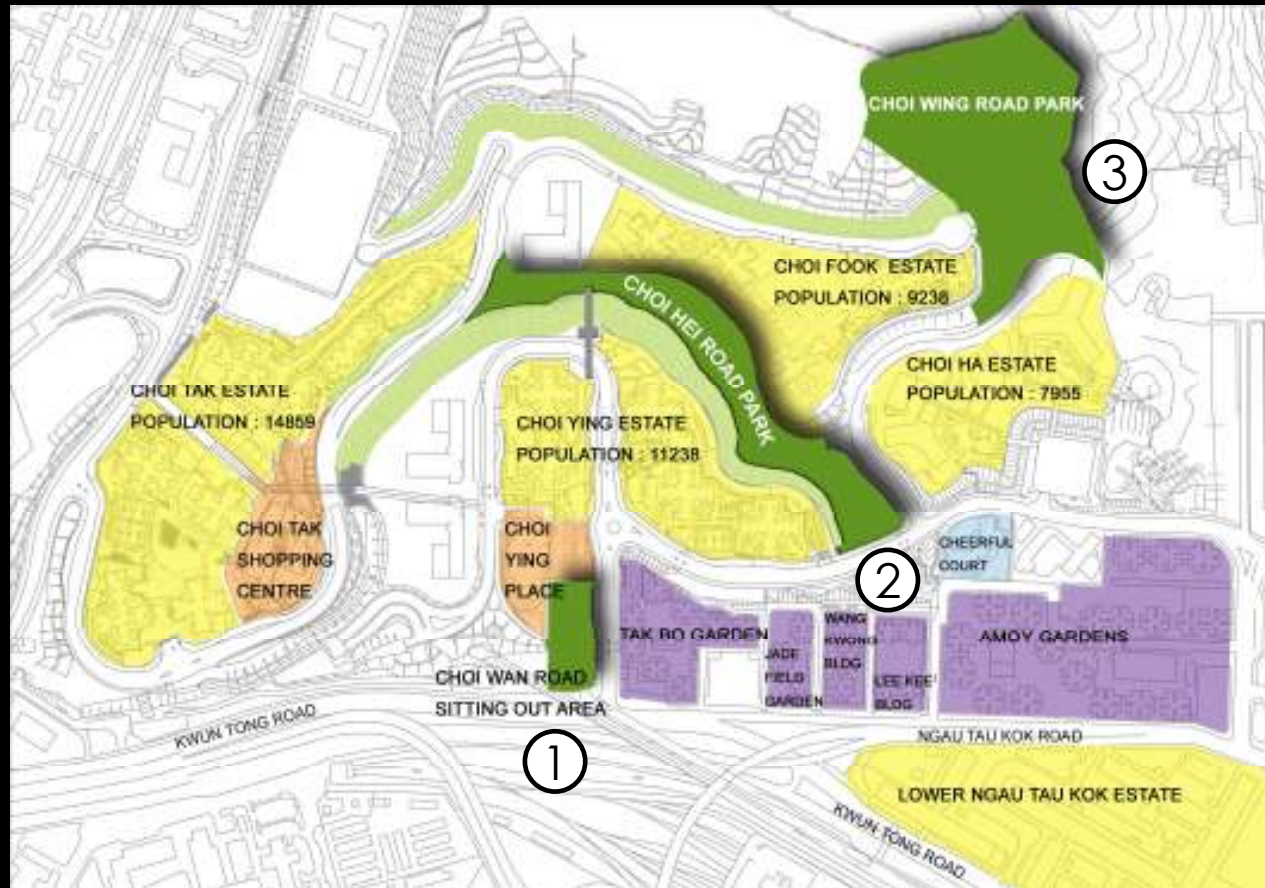 CHOI WING ROAD PARK
3
CHOI FOOK ESTATE
POPULATION : 9238
CHOI HEI ROAD PARK
CHOI HA ESTATE
POPULATION : 7955
CHOI TAK ESTATE
POPULATION : 14859
CHOI YING ESTATE
POPULATION : 11238
CHOI TAK
SHOPPING
CENTRE
CHOI
YING
PLACE
CHEERFUL
COURT
2
TAK BO GARDEN
JADE
FIELD
GARDEN
WANG
KWONG
BLDG
LEE KEE
BLDG
AMOY GARDENS
CHOI WAN ROAD
SITTING OUT AREA
KWUN TONG ROAD
1
NGAU TAU KOK ROAD
LOWER NGAU TAU KOK ESTATE
KWUN TONG ROAD